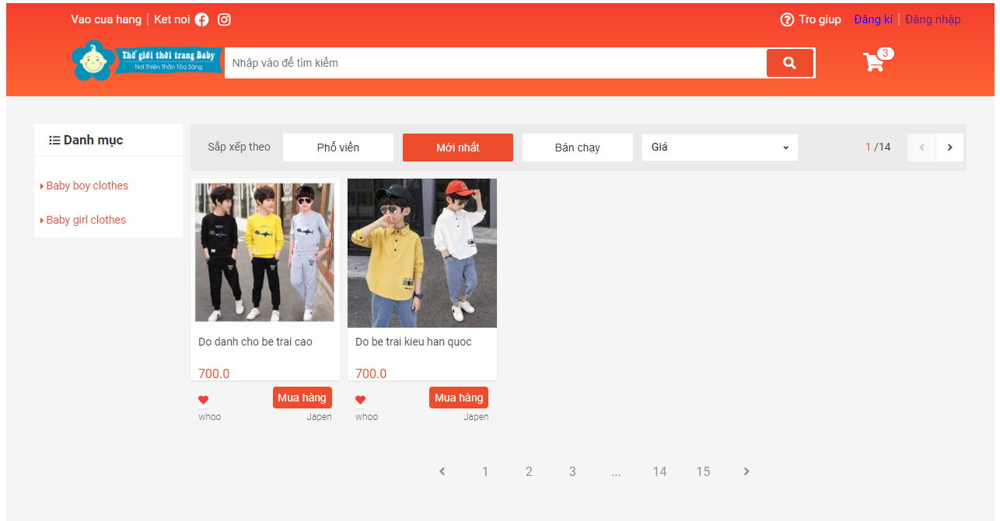 Vao cua hang | Ket noi
Tro giup Đăng kí | Đăng nhập
Thế giới thời trang Baby
Nơi Thiên Thần Tỏa Sáng
Nhập vào để tìm kiếm
3
Danh mục
Baby boy clothes
Baby girl clothes
Sắp xếp theo Phổ viến Mới nhất Bán chạy Giá 1 /14
Do danh cho be trai cao
700.0
Mua hàng
whoo Japen
Do be trai kieu han quoc
700.0
Mua hàng
whoo Japen
1 2 3 ... 14 15